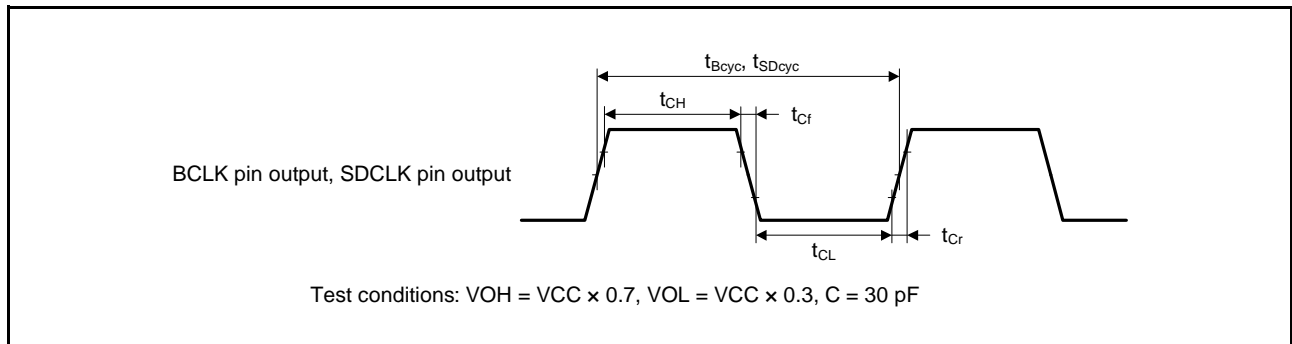 tBcyc, tSDcyc
tCH
tCf
BCLK pin output, SDCLK pin output
tCr
tCL
Test conditions: VOH = VCC × 0.7, VOL = VCC × 0.3, C = 30 pF